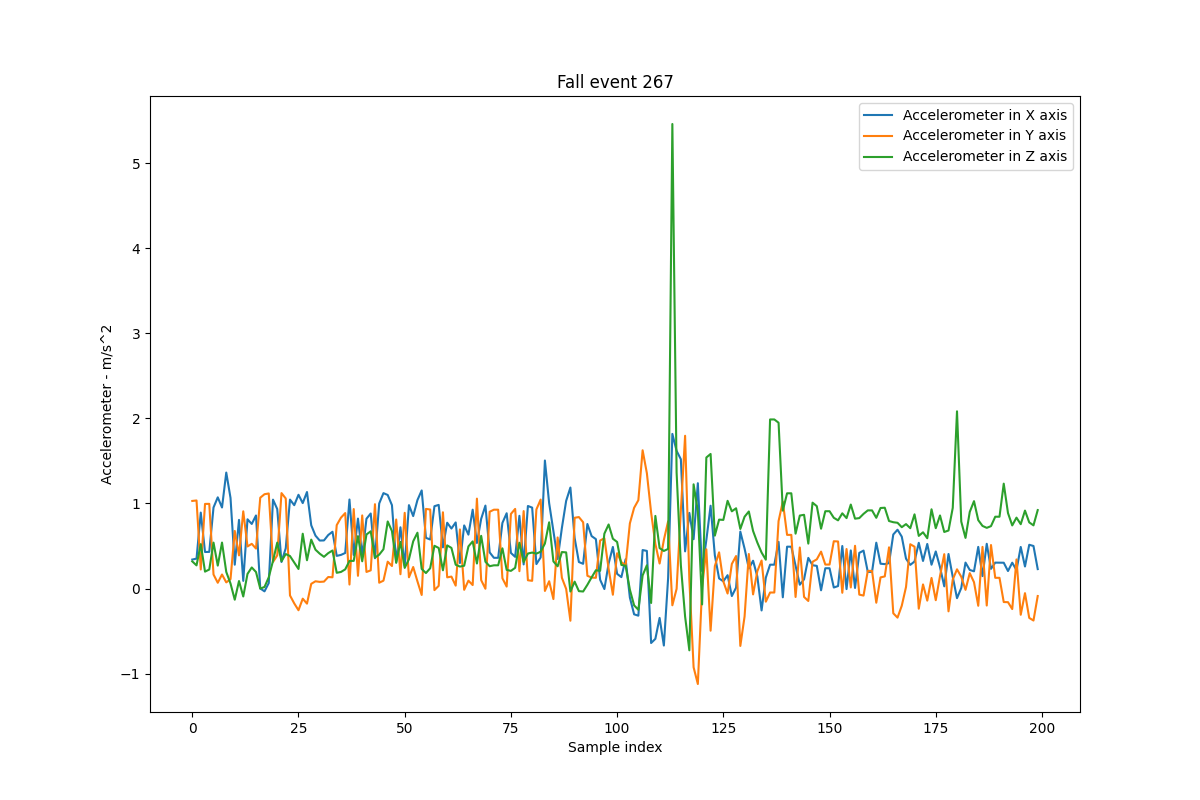 Fall event 267
Accelerometer in X axis
Accelerometer in Y axis
Accelerometer in Z axis
Accelerometer - m/s^2
5
4
3
2
1
0
−1
0 25 50 75 100 125 150 175 200
Sample index